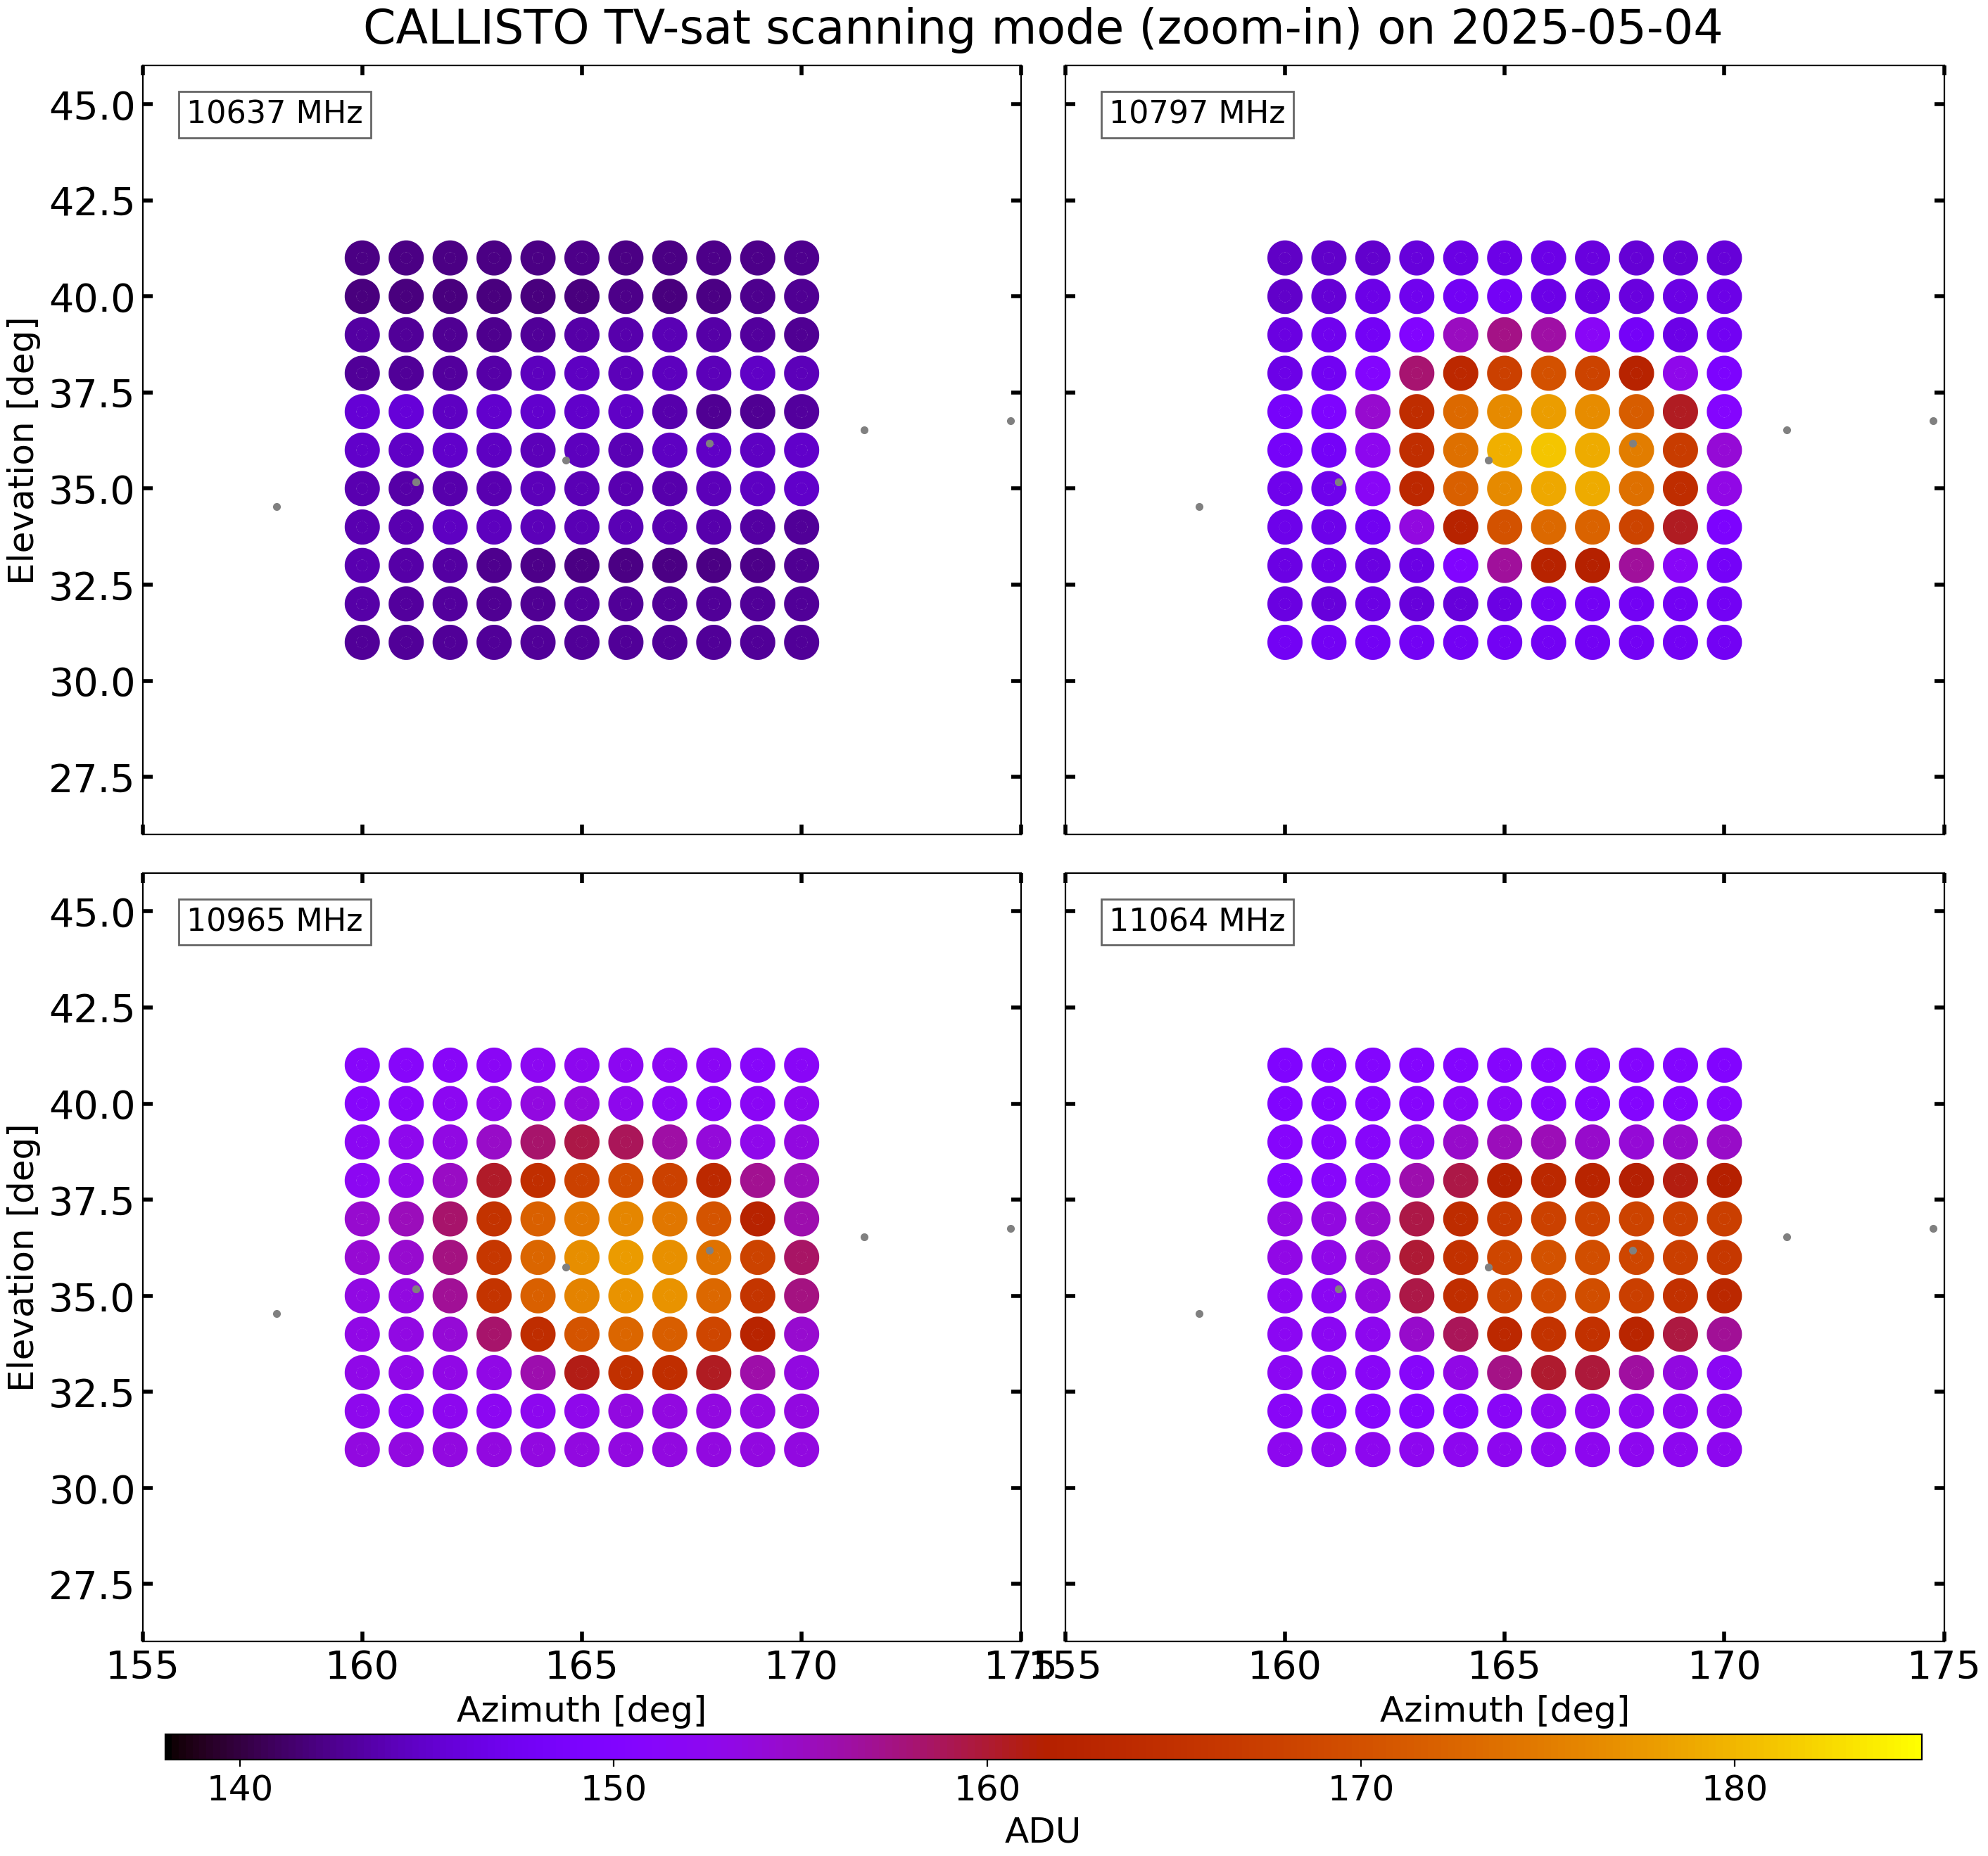 CALLISTO TV-sat scanning mode (zoom-in) on 2025-05-04
10637 MHz
10797 MHz
45.0
42.5
40.0
37.5
35.0
32.5
30.0
27.5
Elevation [deg]
10965 MHz
11064 MHz
45.0
42.5
40.0
37.5
35.0
32.5
30.0
27.5
Elevation [deg]
155 160 165 170 175
155 160 165 170 175
Azimuth [deg]
Azimuth [deg]
140 150 160 170 180
ADU